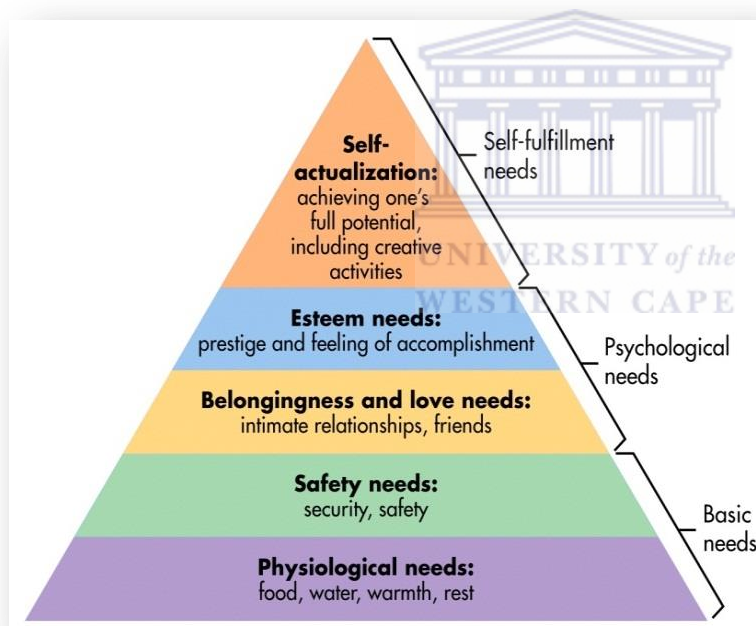 Self-
actualization:
achieving one's
full potential,
including creative
activities
Self-fulfillment
needs
UNIVERSITY of the
WESTERN CAPE
Esteem needs:
prestige and feeling of accomplishment
Psychological
needs
Belongingness and love needs:
intimate relationships, friends
Safety needs:
security, safety
Basic
needs
Physiological needs:
food, water, warmth, rest